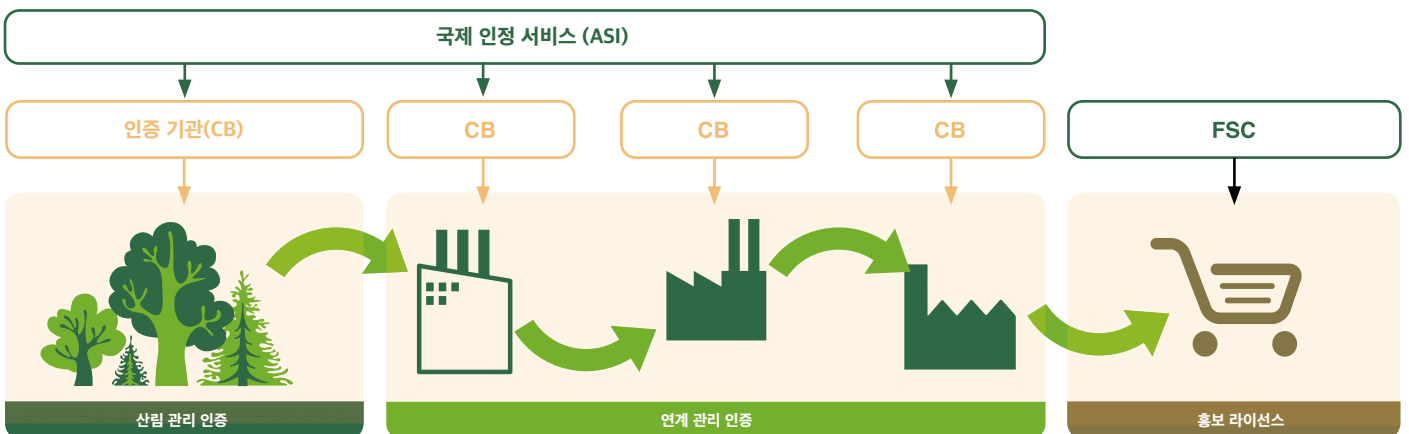 국제 인정 서비스 (ASI)
인증 기관(CB)
CB
CB
CB
FSC
산림 관리 인증
연계 관리 인증
홍보 라이선스